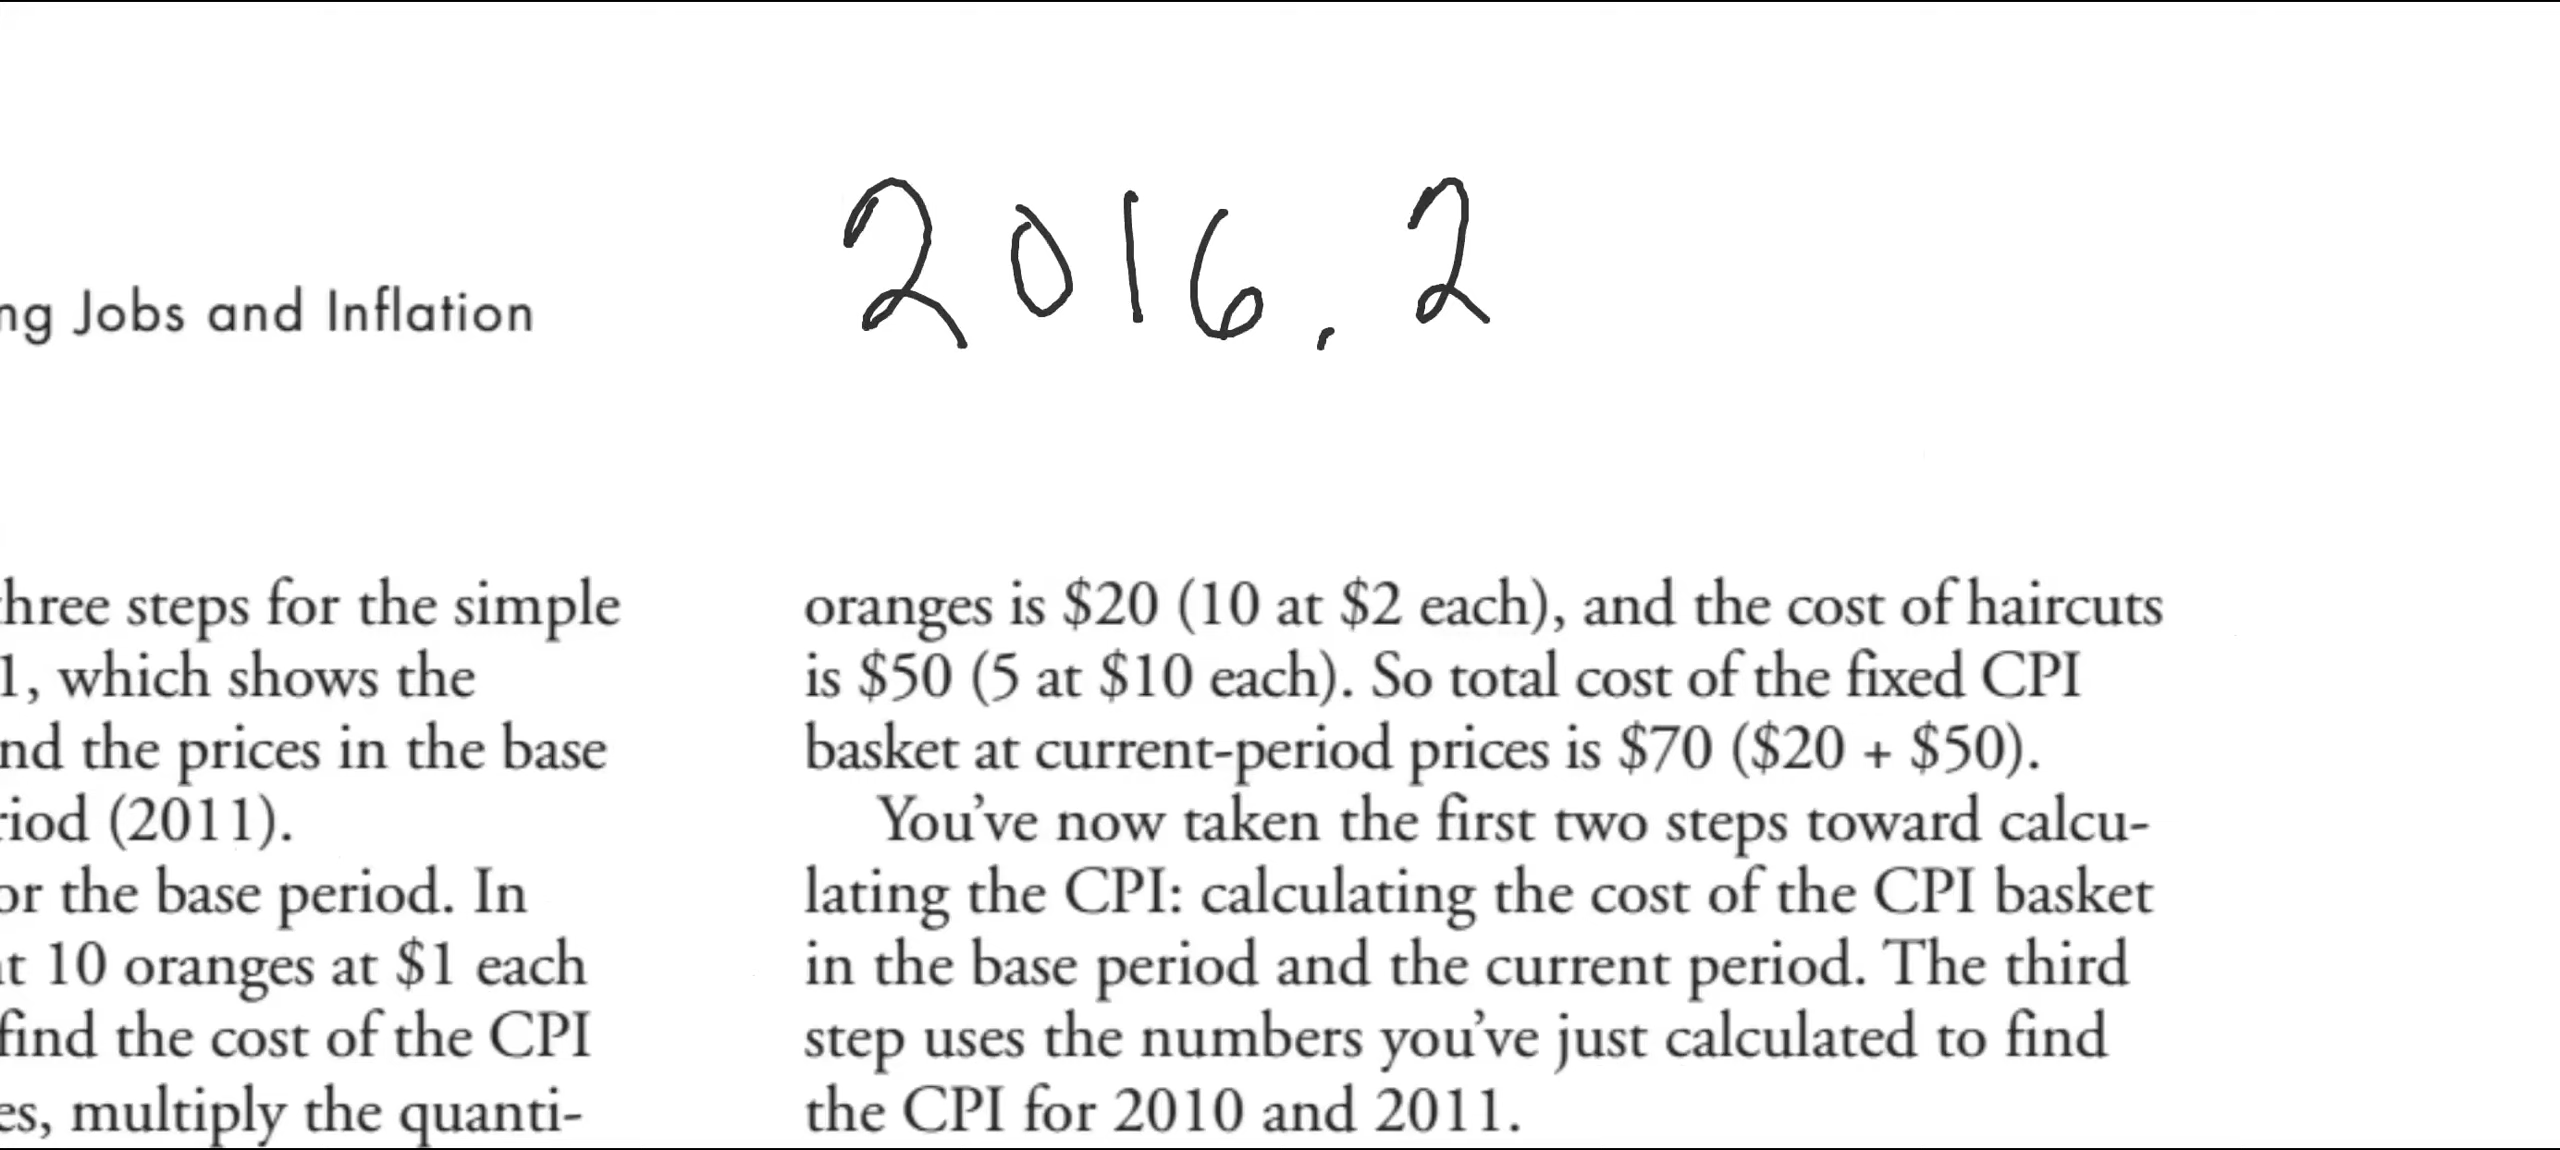 2016.2
ng Jobs and Inflation
three steps for the simple
1, which shows the
nd the prices in the base
riod (2011).
or the base period. In
at 10 oranges at $1 each
find the cost of the CPI
es, multiply the quanti-
oranges is $20 (10 at $2 each), and the cost of haircuts
is $50 (5 at $10 each). So total cost of the fixed CPI
basket at current-period prices is $70 ($20 + $50).
You've now taken the first two steps toward calcu-
lating the CPI: calculating the cost of the CPI basket
in the base period and the current period. The third
step uses the numbers you've just calculated to find
the CPI for 2010 and 2011.